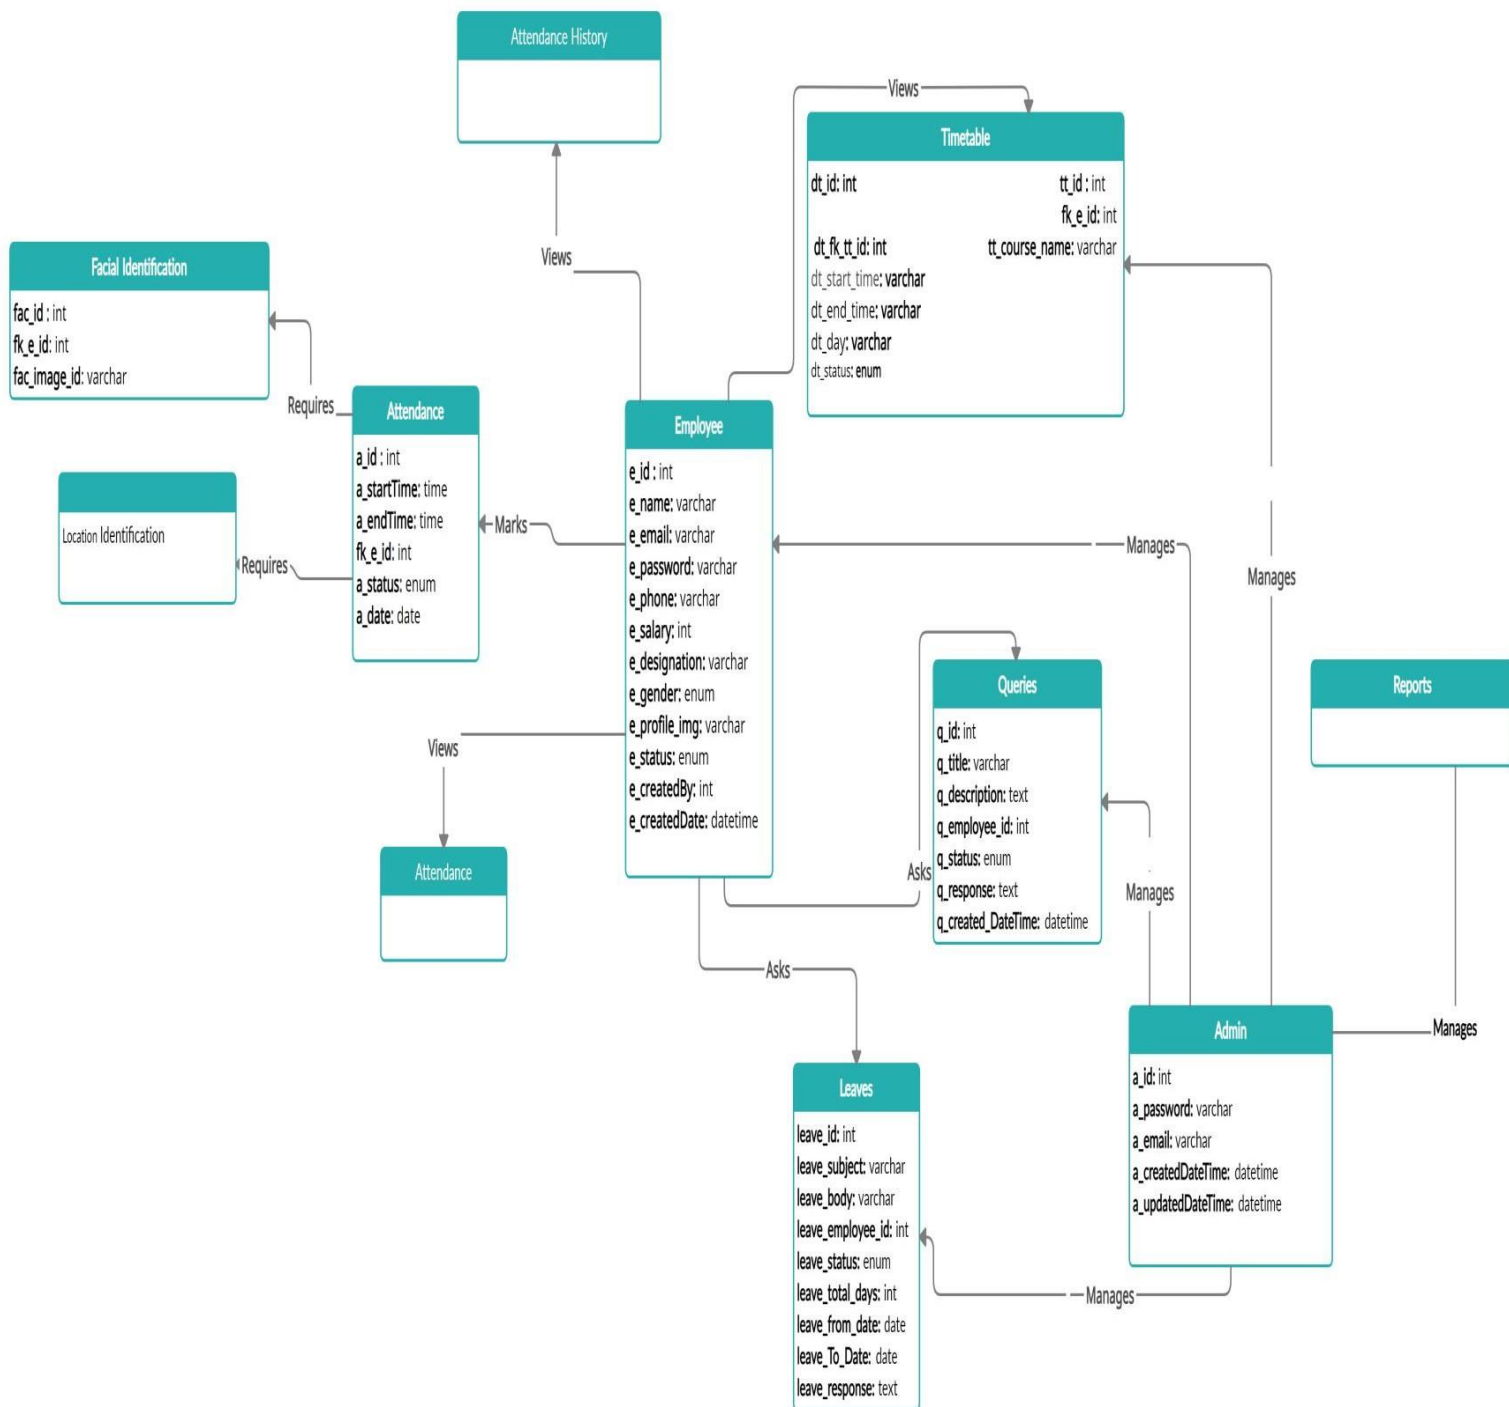 Attendance History
Views
Timetable
dt_id: int
tt_id : int
fk_e_id: int
dt_fk_tt_id: int
tt_course_name: varchar
dt_start_time: varchar
dt_end_time: varchar
dt_day: varchar
dt_status: enum
Views
Facial Identification
fac_id : int
fk_e_id: int
fac_image_id: varchar
Requires
Attendance
a_id : int
a_startTime: time
a_endTime: time
fk_e_id: int
a_status: enum
a_date: date
Location Identification
Requires
Marks
Employee
e_id : int
e_name: varchar
e_email: varchar
e_password: varchar
e_phone: varchar
e_salary: int
e_designation: varchar
e_gender: enum
e_profile_img: varchar
e_status: enum
e_createdBy: int
e_createdDate: datetime
Manages
Manages
Queries
q_id: int
q_title: varchar
q_description: text
q_employee_id: int
q_status: enum
q_response: text
q_created_DateTime: datetime
Reports
Views
Attendance
Asks
Manages
Asks
Leaves
leave_id: int
leave_subject: varchar
leave_body: varchar
leave_employee_id: int
leave_status: enum
leave_total_days: int
leave_from_date: date
leave_To_Date: date
leave_response: text
Admin
a_id: int
a_password: varchar
a_email: varchar
a_createdDateTime: datetime
a_updatedDateTime: datetime
Manages
Manages